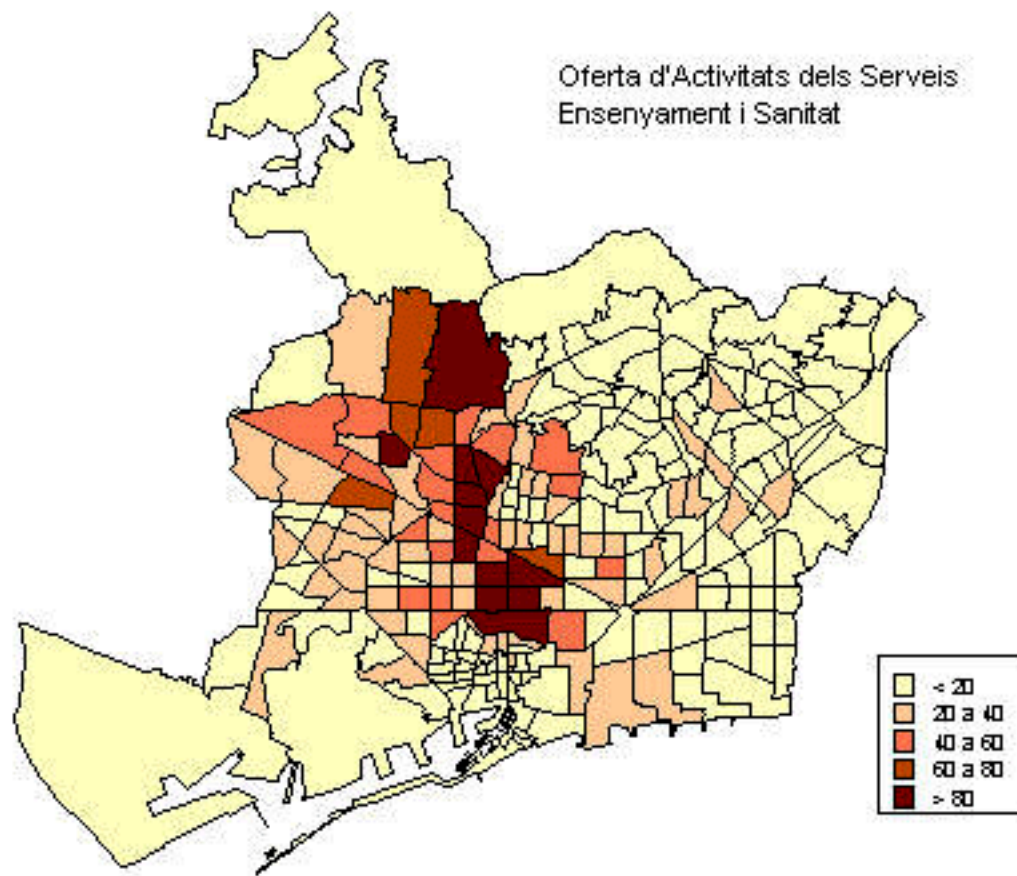 Oferta d'Activitats dels Serveis
Ensenyament i Sanitat
< 20
20 a 40
40 a 60
60 a 80
> 80